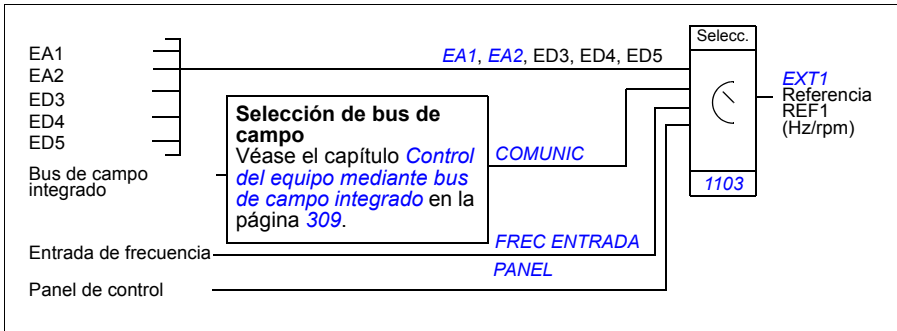 EA1
EA2
ED3
ED4
ED5
Bus de campo
integrado
Entrada de frecuencia
Panel de control
Selección de bus de
campo
Véase el capítulo Control
del equipo mediante bus
de campo integrado en la
página 309.
EA1, EA2, ED3, ED4, ED5
COMUNIC
FREC ENTRADA
PANEL
Selecc.
1103
EXT1
Referencia
REF1
(Hz/rpm)